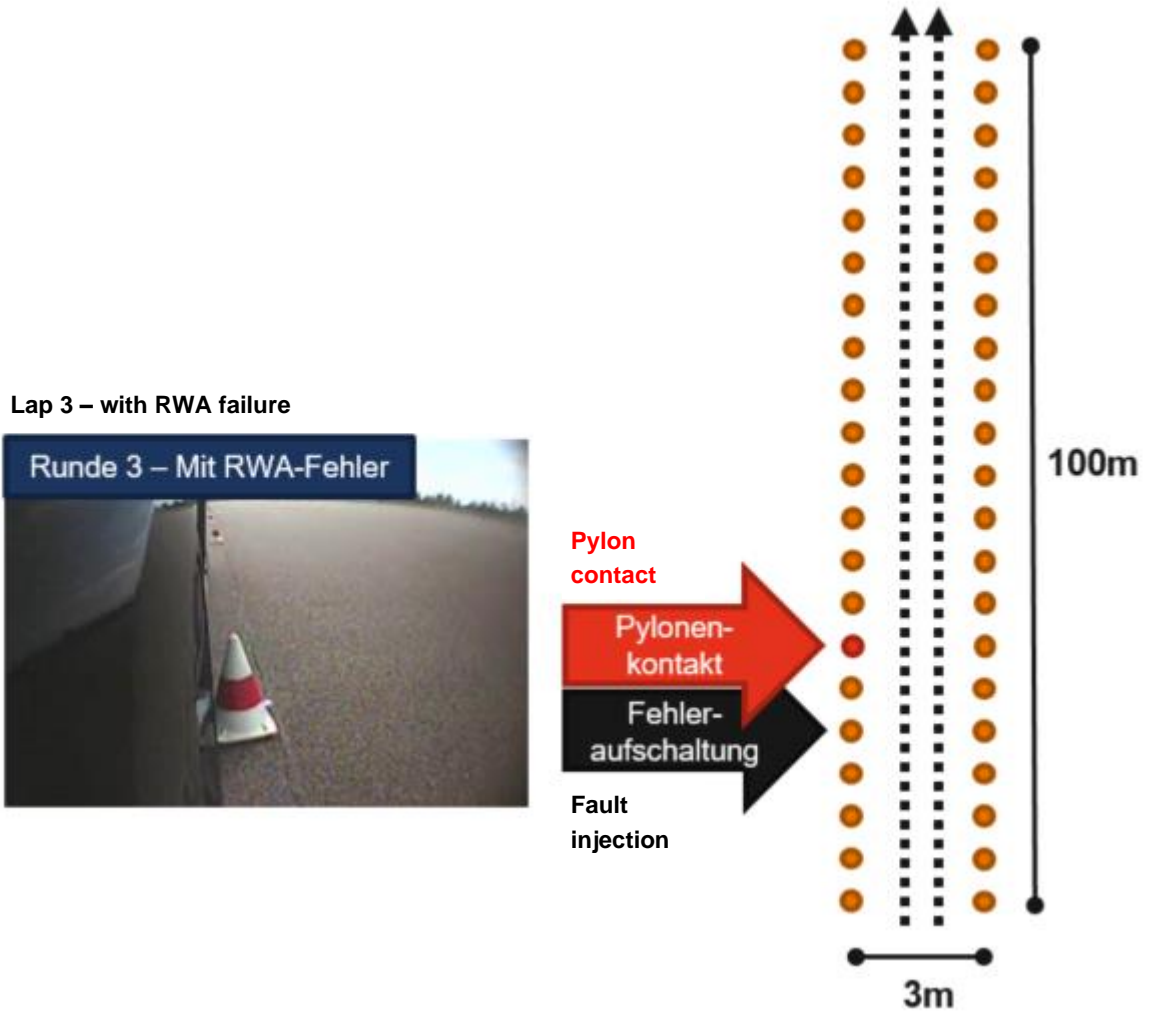 Lap 3 – with RWA failure
Runde 3 – Mit RWA-Fehler
Pylon
contact
Pylonen-
kontakt
Fehler-
aufschaltung
Fault
injection
100m
3m